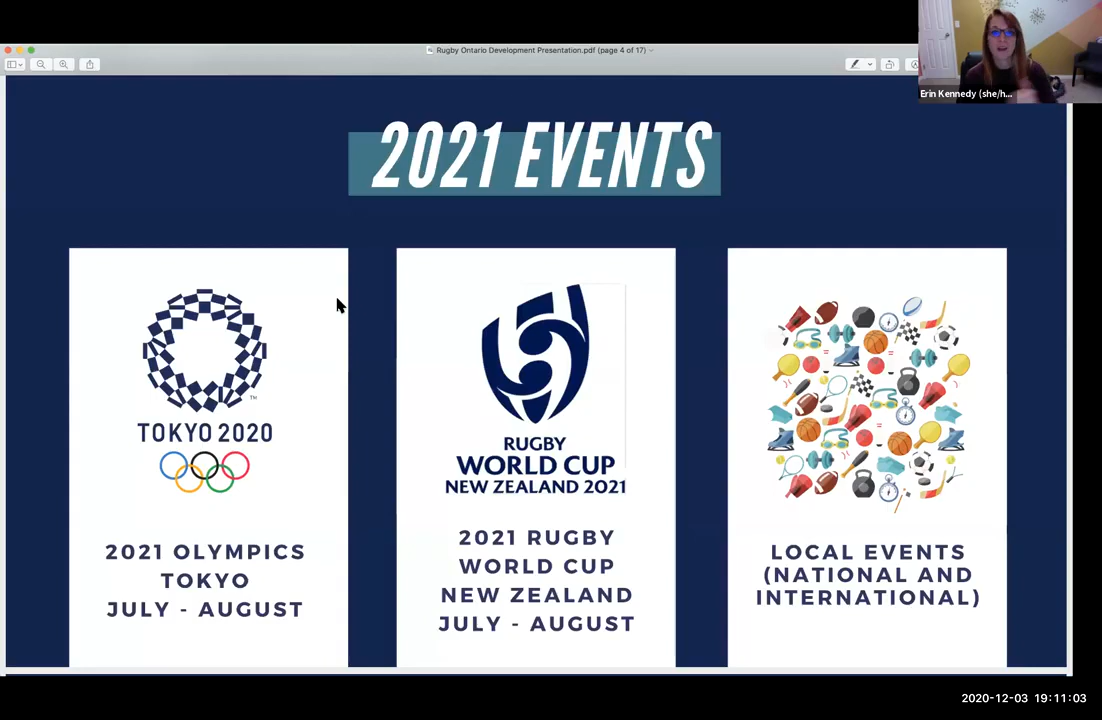 Rugby Ontario Development Presentation.pdf (page 4 of 17)
Erin Kennedy (she/h...
2021 EVENTS
TM
TOKYO 2020
2021 OLYMPICS
TOKYO
JULY - AUGUST
RUGBY
WORLD CUP
NEW ZEALAND 2021
2021 RUGBY
WORLD CUP
NEW ZEALAND
JULY - AUGUST
LOCAL EVENTS
(NATIONAL AND
INTERNATIONAL)
2020-12-03 19:11:03